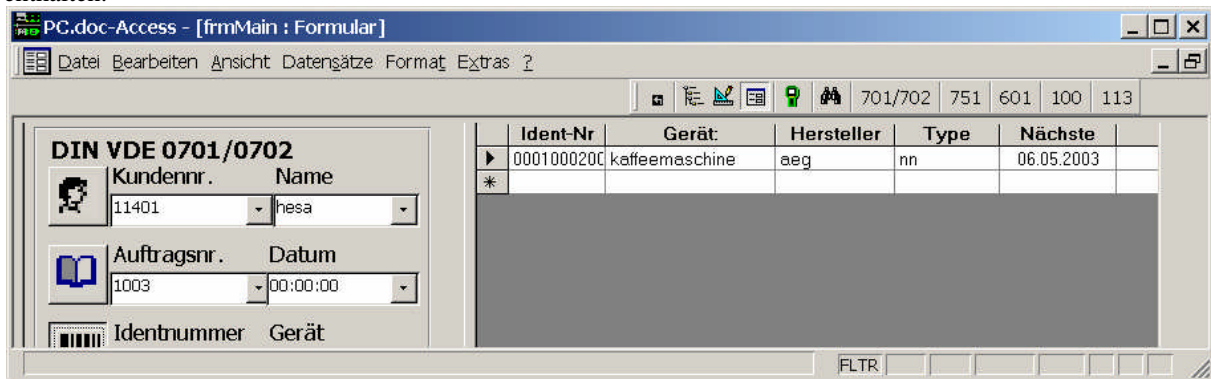 PC.doc-Access - [frmMain : Formular]
Datei Bearbeiten Ansicht Datensätze Format Extras ?
701/702 751 601 100 113
DIN VDE 0701/0702
Kundennr. Name
11401 hesa
Auftragsnr. Datum
1003 00:00:00
Identnummer Gerät
Ident-Nr Gerät: Hersteller Type Nächste
000100020 kaffeemaschine aeg nn 06.05.2003
FLTR